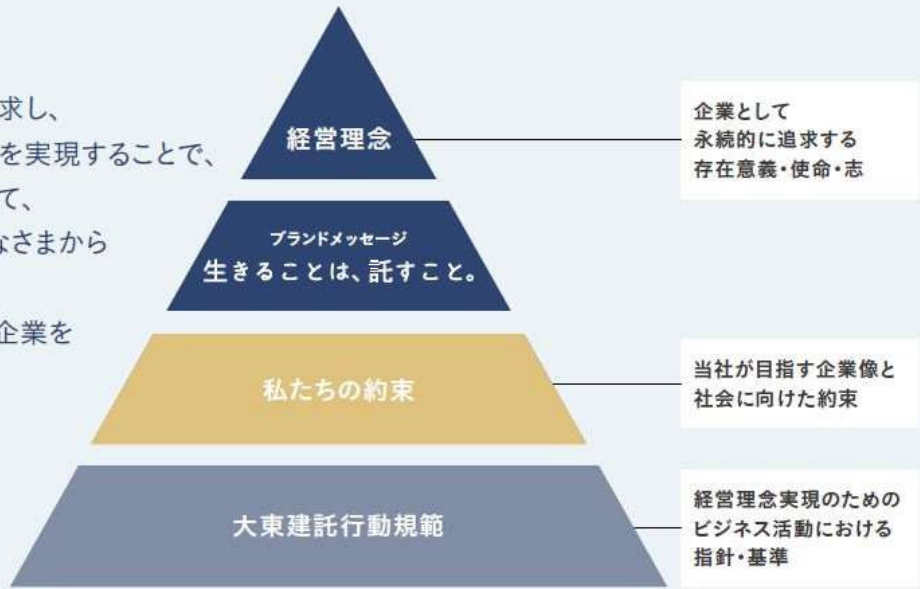 求し、
を実現することで、
て、
なさまから
企業を
経営理念
ブランドメッセージ
生きることは、託すこと。
私たちの約束
大東建託行動規範
企業として
永続的に追求する
存在意義・使命・志
当社が目指す企業像と
社会に向けた約束
経営理念実現のための
ビジネス活動における
指針・基準